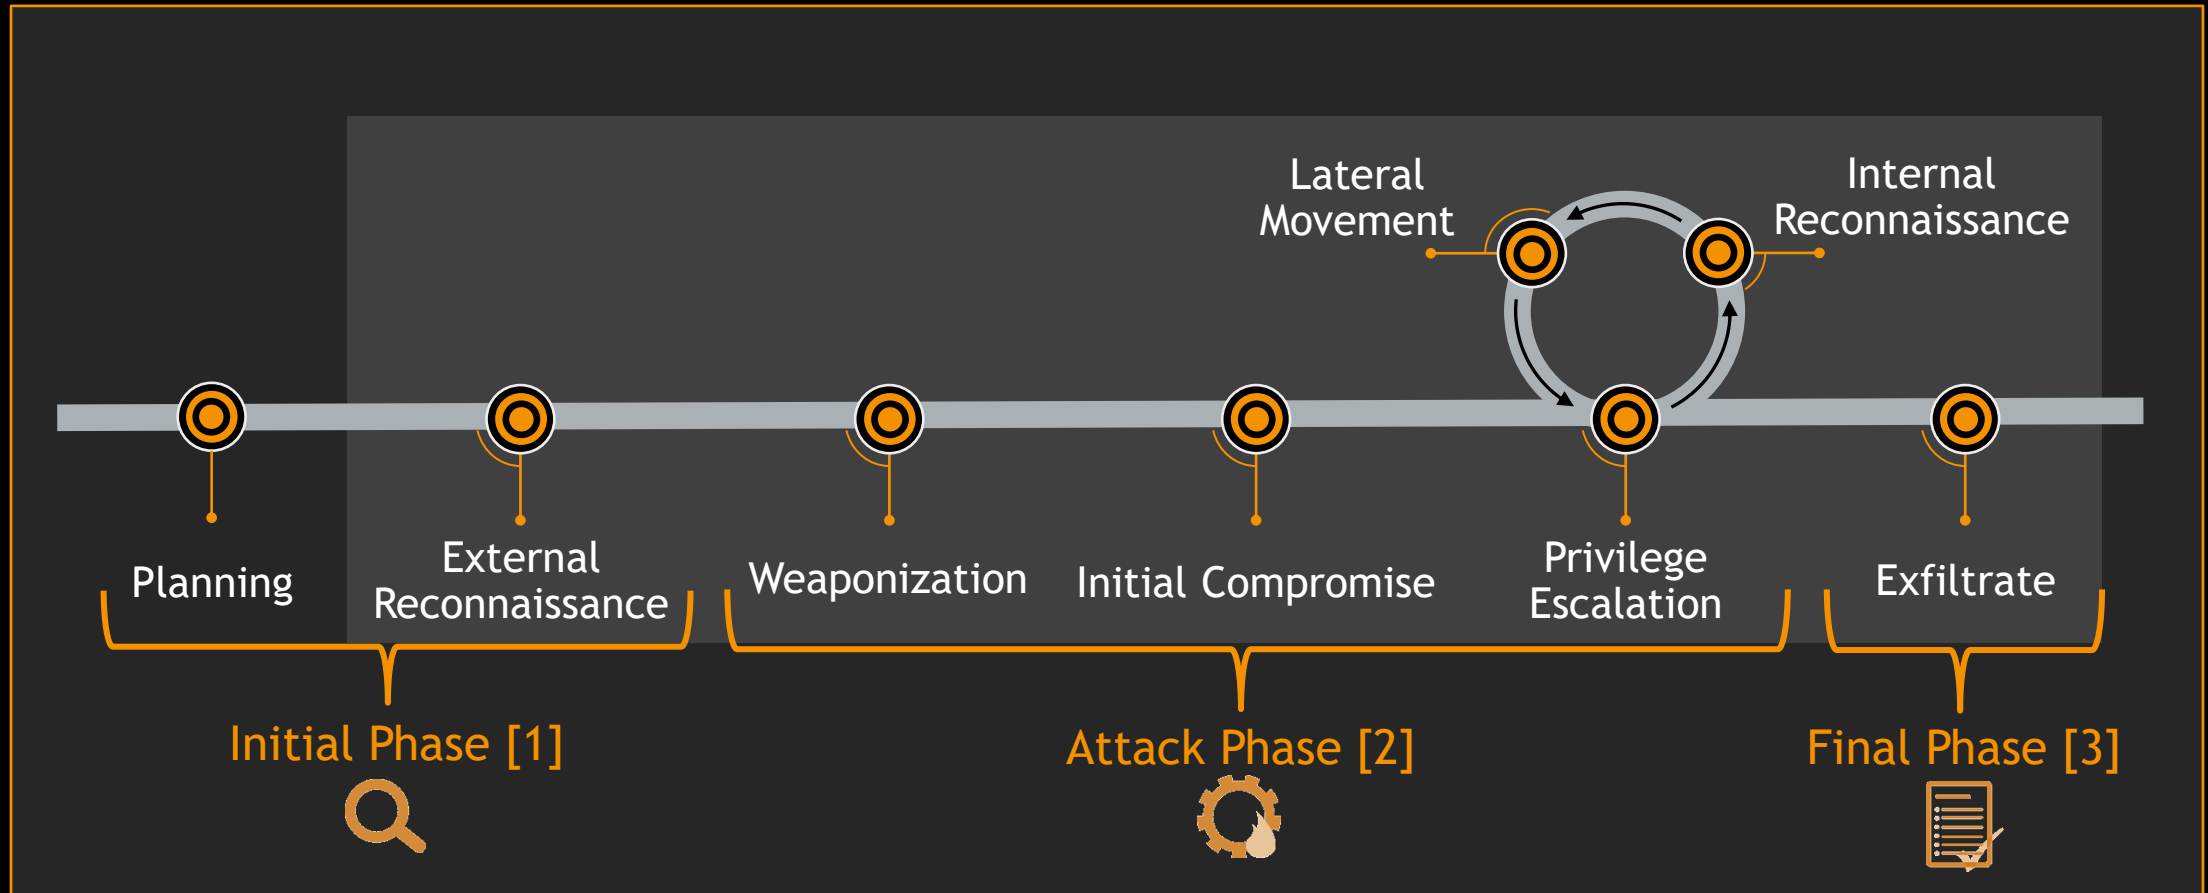 Lateral
Movement
Internal
Reconnaissance
Planning
External
Reconnaissance
Weaponization
Initial Compromise
Privilege
Escalation
Exfiltrate
Initial Phase [1]
Attack Phase [2]
Final Phase [3]